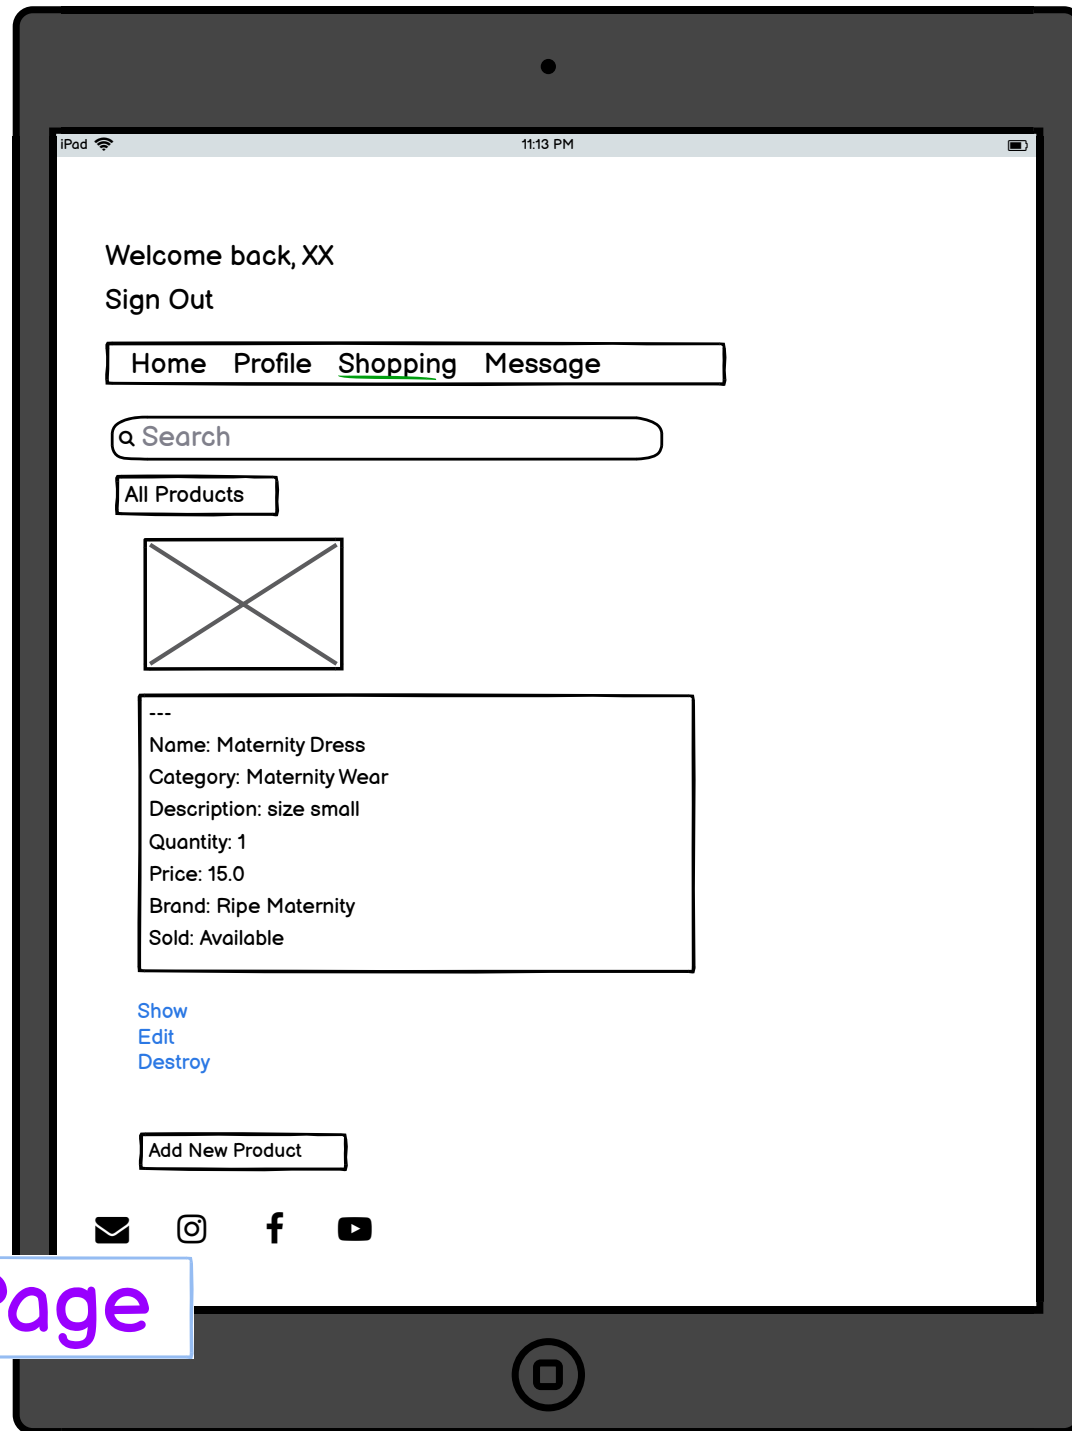 iPad 11:13 PM
Welcome back, XX
Sign Out
Home Profile Shopping Message
Search
All Products
---
Name: Maternity Dress
Category: Maternity Wear
Description: size small
Quantity: 1
Price: 15.0
Brand: Ripe Maternity
Sold: Available
Show
Edit
Destroy
Add New Product
Page